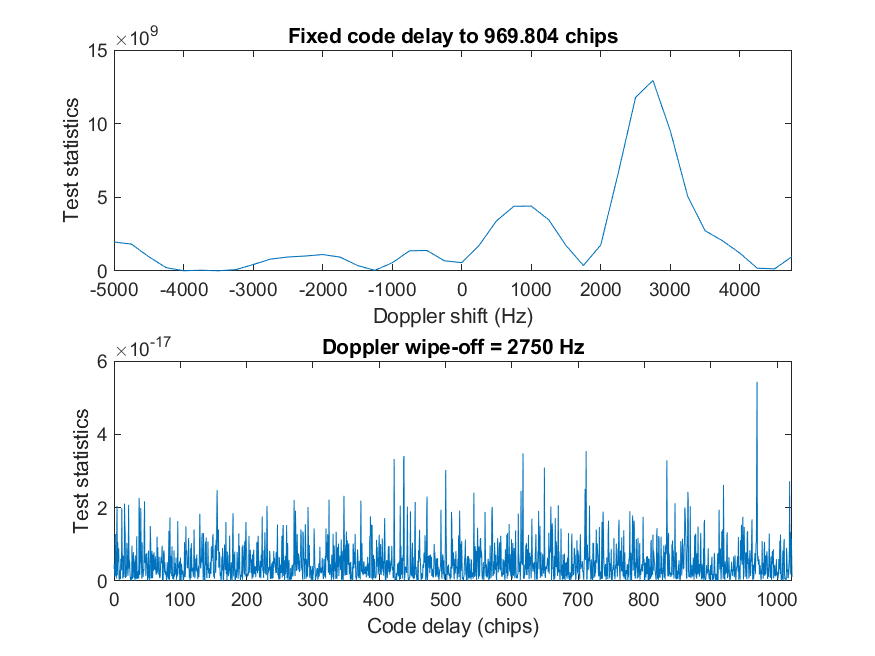 Fixed code delay to 969.804 chips
×10^9
15
10
5
0
Test statistics
-5000 -4000 -3000 -2000 -1000 0 1000 2000 3000 4000
Doppler shift (Hz)
Doppler wipe-off = 2750 Hz
×10^-17
6
4
2
0
Test statistics
0 100 200 300 400 500 600 700 800 900 1000
Code delay (chips)